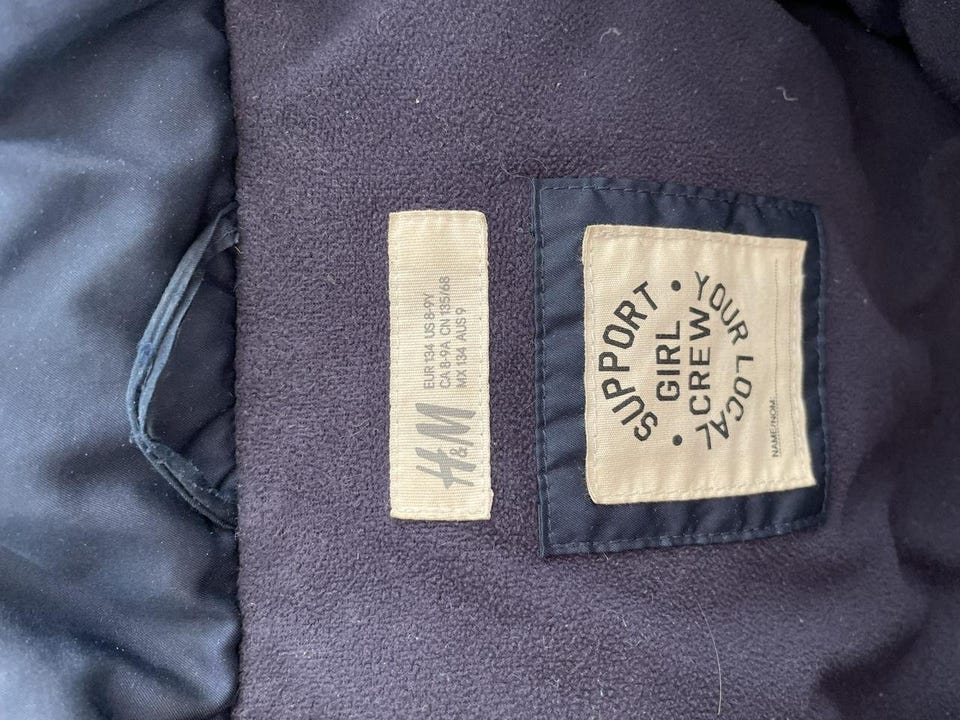 H&M
EUR 134 US 8-9Y
CA 8-9A CN 135/68
MX 134 AUS 9
SUPPORT
• GIRL •
CREW
YOUR LOCAL
NAME/NOM: